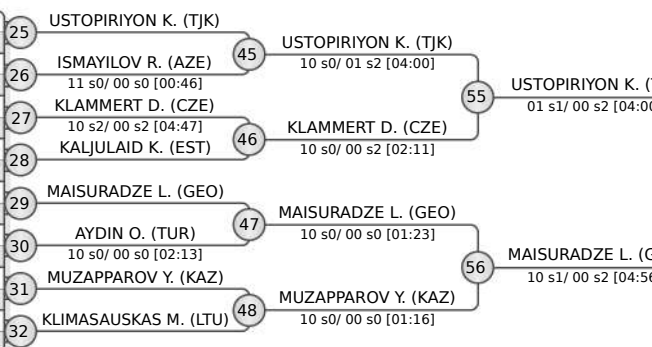 25
USTOPIRIYON K. (TJK)
26
ISMAYILOV R. (AZE)
11 s0/ 00 s0 [00:46]
27
KLAMMERT D. (CZE)
10 s2/ 00 s2 [04:47]
28
KALJULAID K. (EST)
29
MAISURADZE L. (GEO)
30
AYDIN O. (TUR)
10 s0/ 00 s0 [02:13]
31
MUZAPPAROV Y. (KAZ)
32
KLIMASAUSKAS M. (LTU)
45
USTOPIRIYON K. (TJK)
10 s0/ 01 s2 [04:00]
46
KLAMMERT D. (CZE)
10 s0/ 00 s2 [02:11]
47
MAISURADZE L. (GEO)
10 s0/ 00 s0 [01:23]
48
MUZAPPAROV Y. (KAZ)
10 s0/ 00 s0 [01:16]
55
USTOPIRIYON K.
01 s1/ 00 s2 [04:00
56
MAISURADZE L.
10 s1/ 00 s2 [04:56